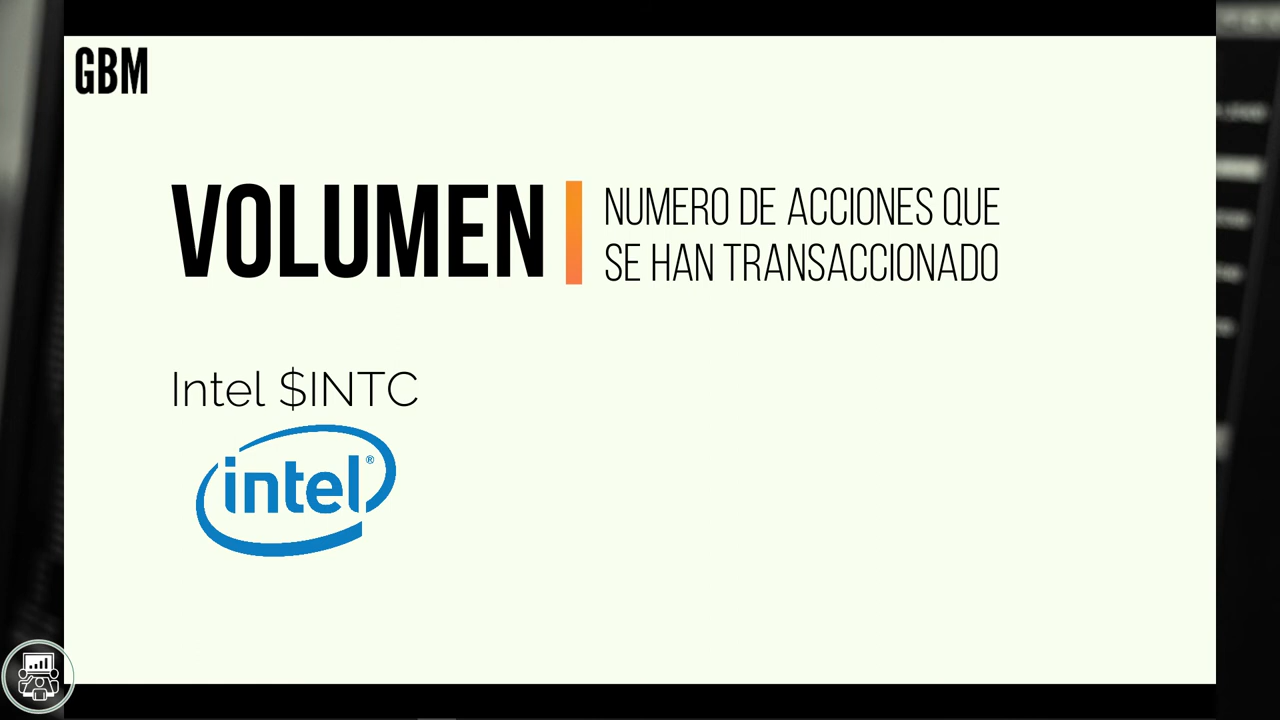 GBM
VOLUMEN
NUMERO DE ACCIONES QUE
SE HAN TRANSACCIONADO
Intel $INTC
intel®